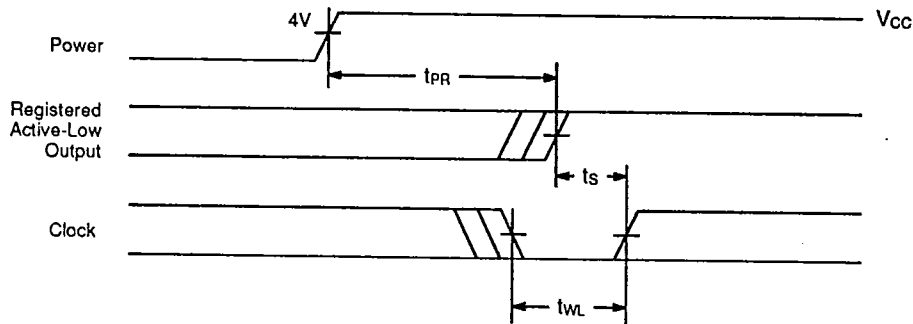 4V
VCC
Power
tPR
Registered
Active-Low
Output
tS
Clock
tWL